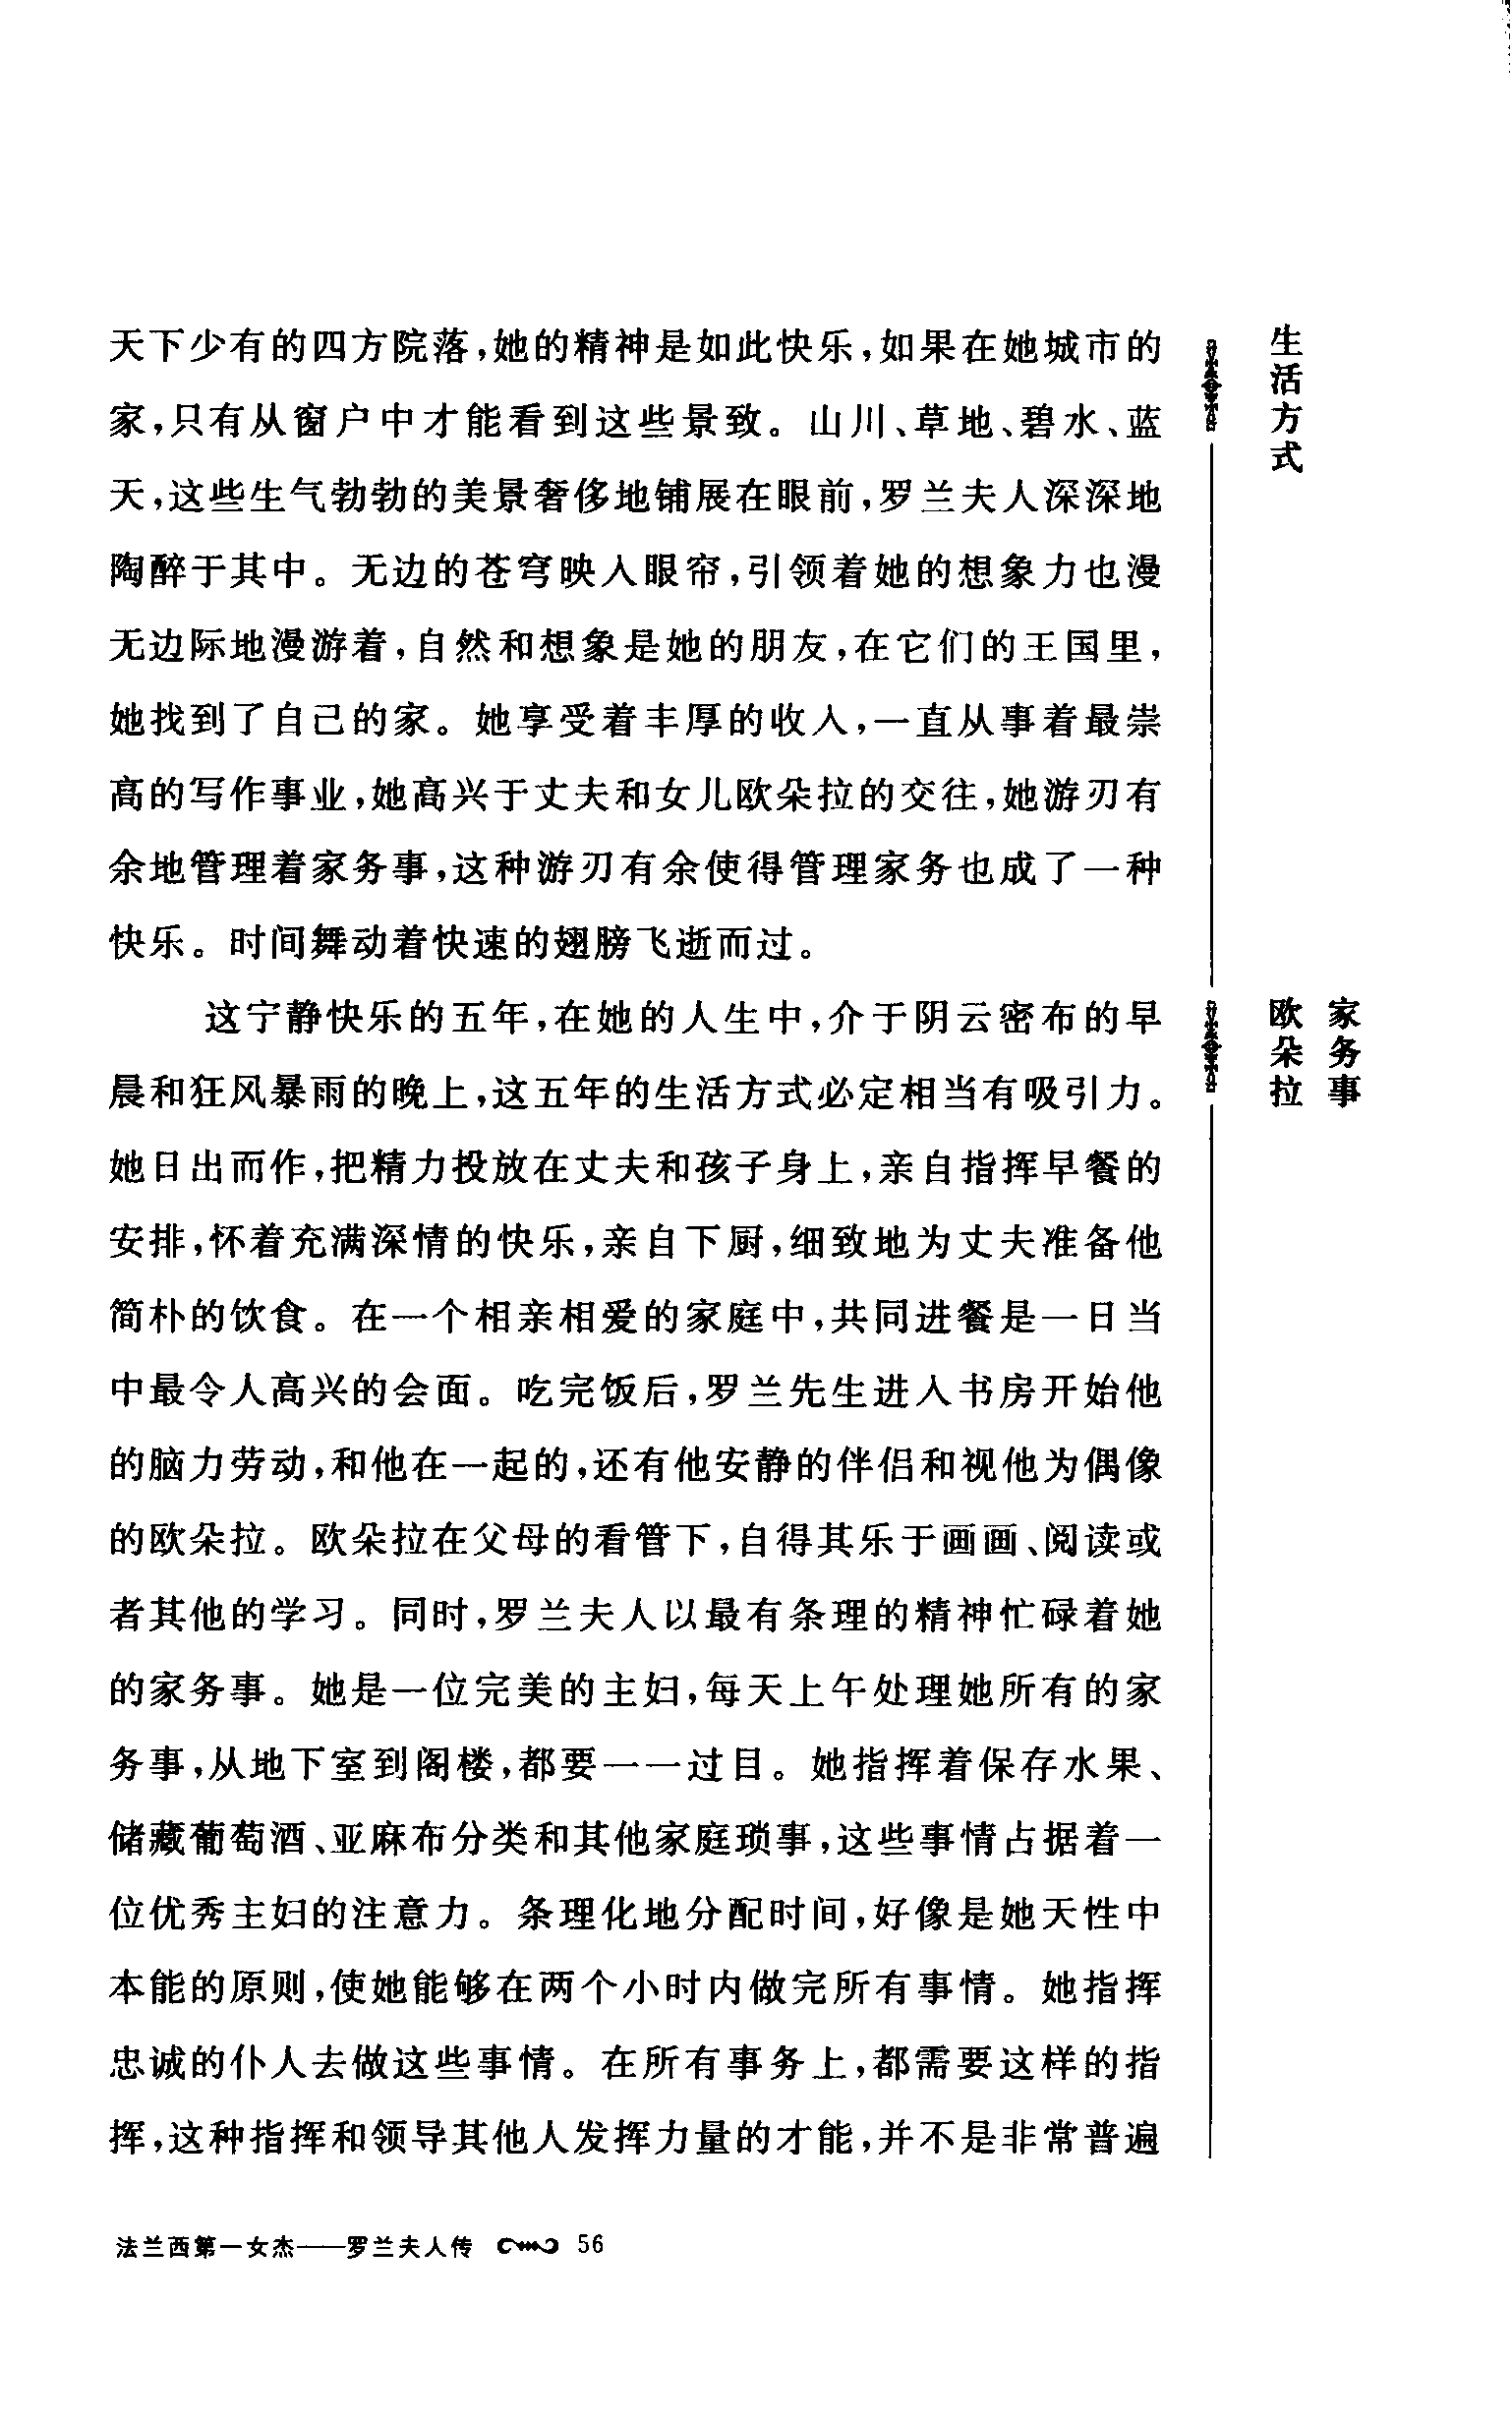 天下少有的四方院落,她的精神是如此快乐,如果在她城市的
家,只有从窗户中才能看到这些景致。山川、草地、碧水、蓝
天,这些生气勃勃的美景奢侈地铺展在眼前,罗兰夫人深深地
陶醉于其中。无边的苍穹映入眼帘,引领着她的想象力也漫
无边际地漫游着,自然和想象是她的朋友,在它们的王国里,
她找到了自己的家。她享受着丰厚的收入,一直从事着最崇
高的写作事业,她高兴于丈夫和女儿欧朵拉的交往,她游刃有
余地管理着家务事,这种游刃有余使得管理家务也成了一种
快乐。时间舞动着快速的翅膀飞逝而过。
这宁静快乐的五年,在她的人生中,介于阴云密布的早
晨和狂风暴雨的晚上,这五年的生活方式必定相当有吸引力。
她日出而作,把精力投放在丈夫和孩子身上,亲自指挥早餐的
安排,怀着充满深情的快乐,亲自下厨,细致地为丈夫准备他
简朴的饮食。在一个相亲相爱的家庭中,共同进餐是一日当
中最令人高兴的会面。吃完饭后,罗兰先生进入书房开始他
的脑力劳动,和他在一起的,还有他安静的伴侣和视他为偶像
的欧朵拉。欧朵拉在父母的看管下,自得其乐于画画、阅读或
者其他的学习。同时,罗兰夫人以最有条理的精神忙碌着她
的家务事。她是一位完美的主妇,每天上午处理她所有的家
务事,从地下室到阁楼,都要一一过目。她指挥着保存水果、
储藏葡萄酒、亚麻布分类和其他家庭琐事,这些事情占据着一
位优秀主妇的注意力。条理化地分配时间,好像是她天性中
本能的原则,使她能够在两个小时内做完所有事情。她指挥
忠诚的仆人去做这些事情。在所有事务上,都需要这样的指
挥,这种指挥和领导其他人发挥力量的才能,并不是非常普遍
生活方式
家务事
欧朵拉
法兰西第一女杰——罗兰夫人传 56